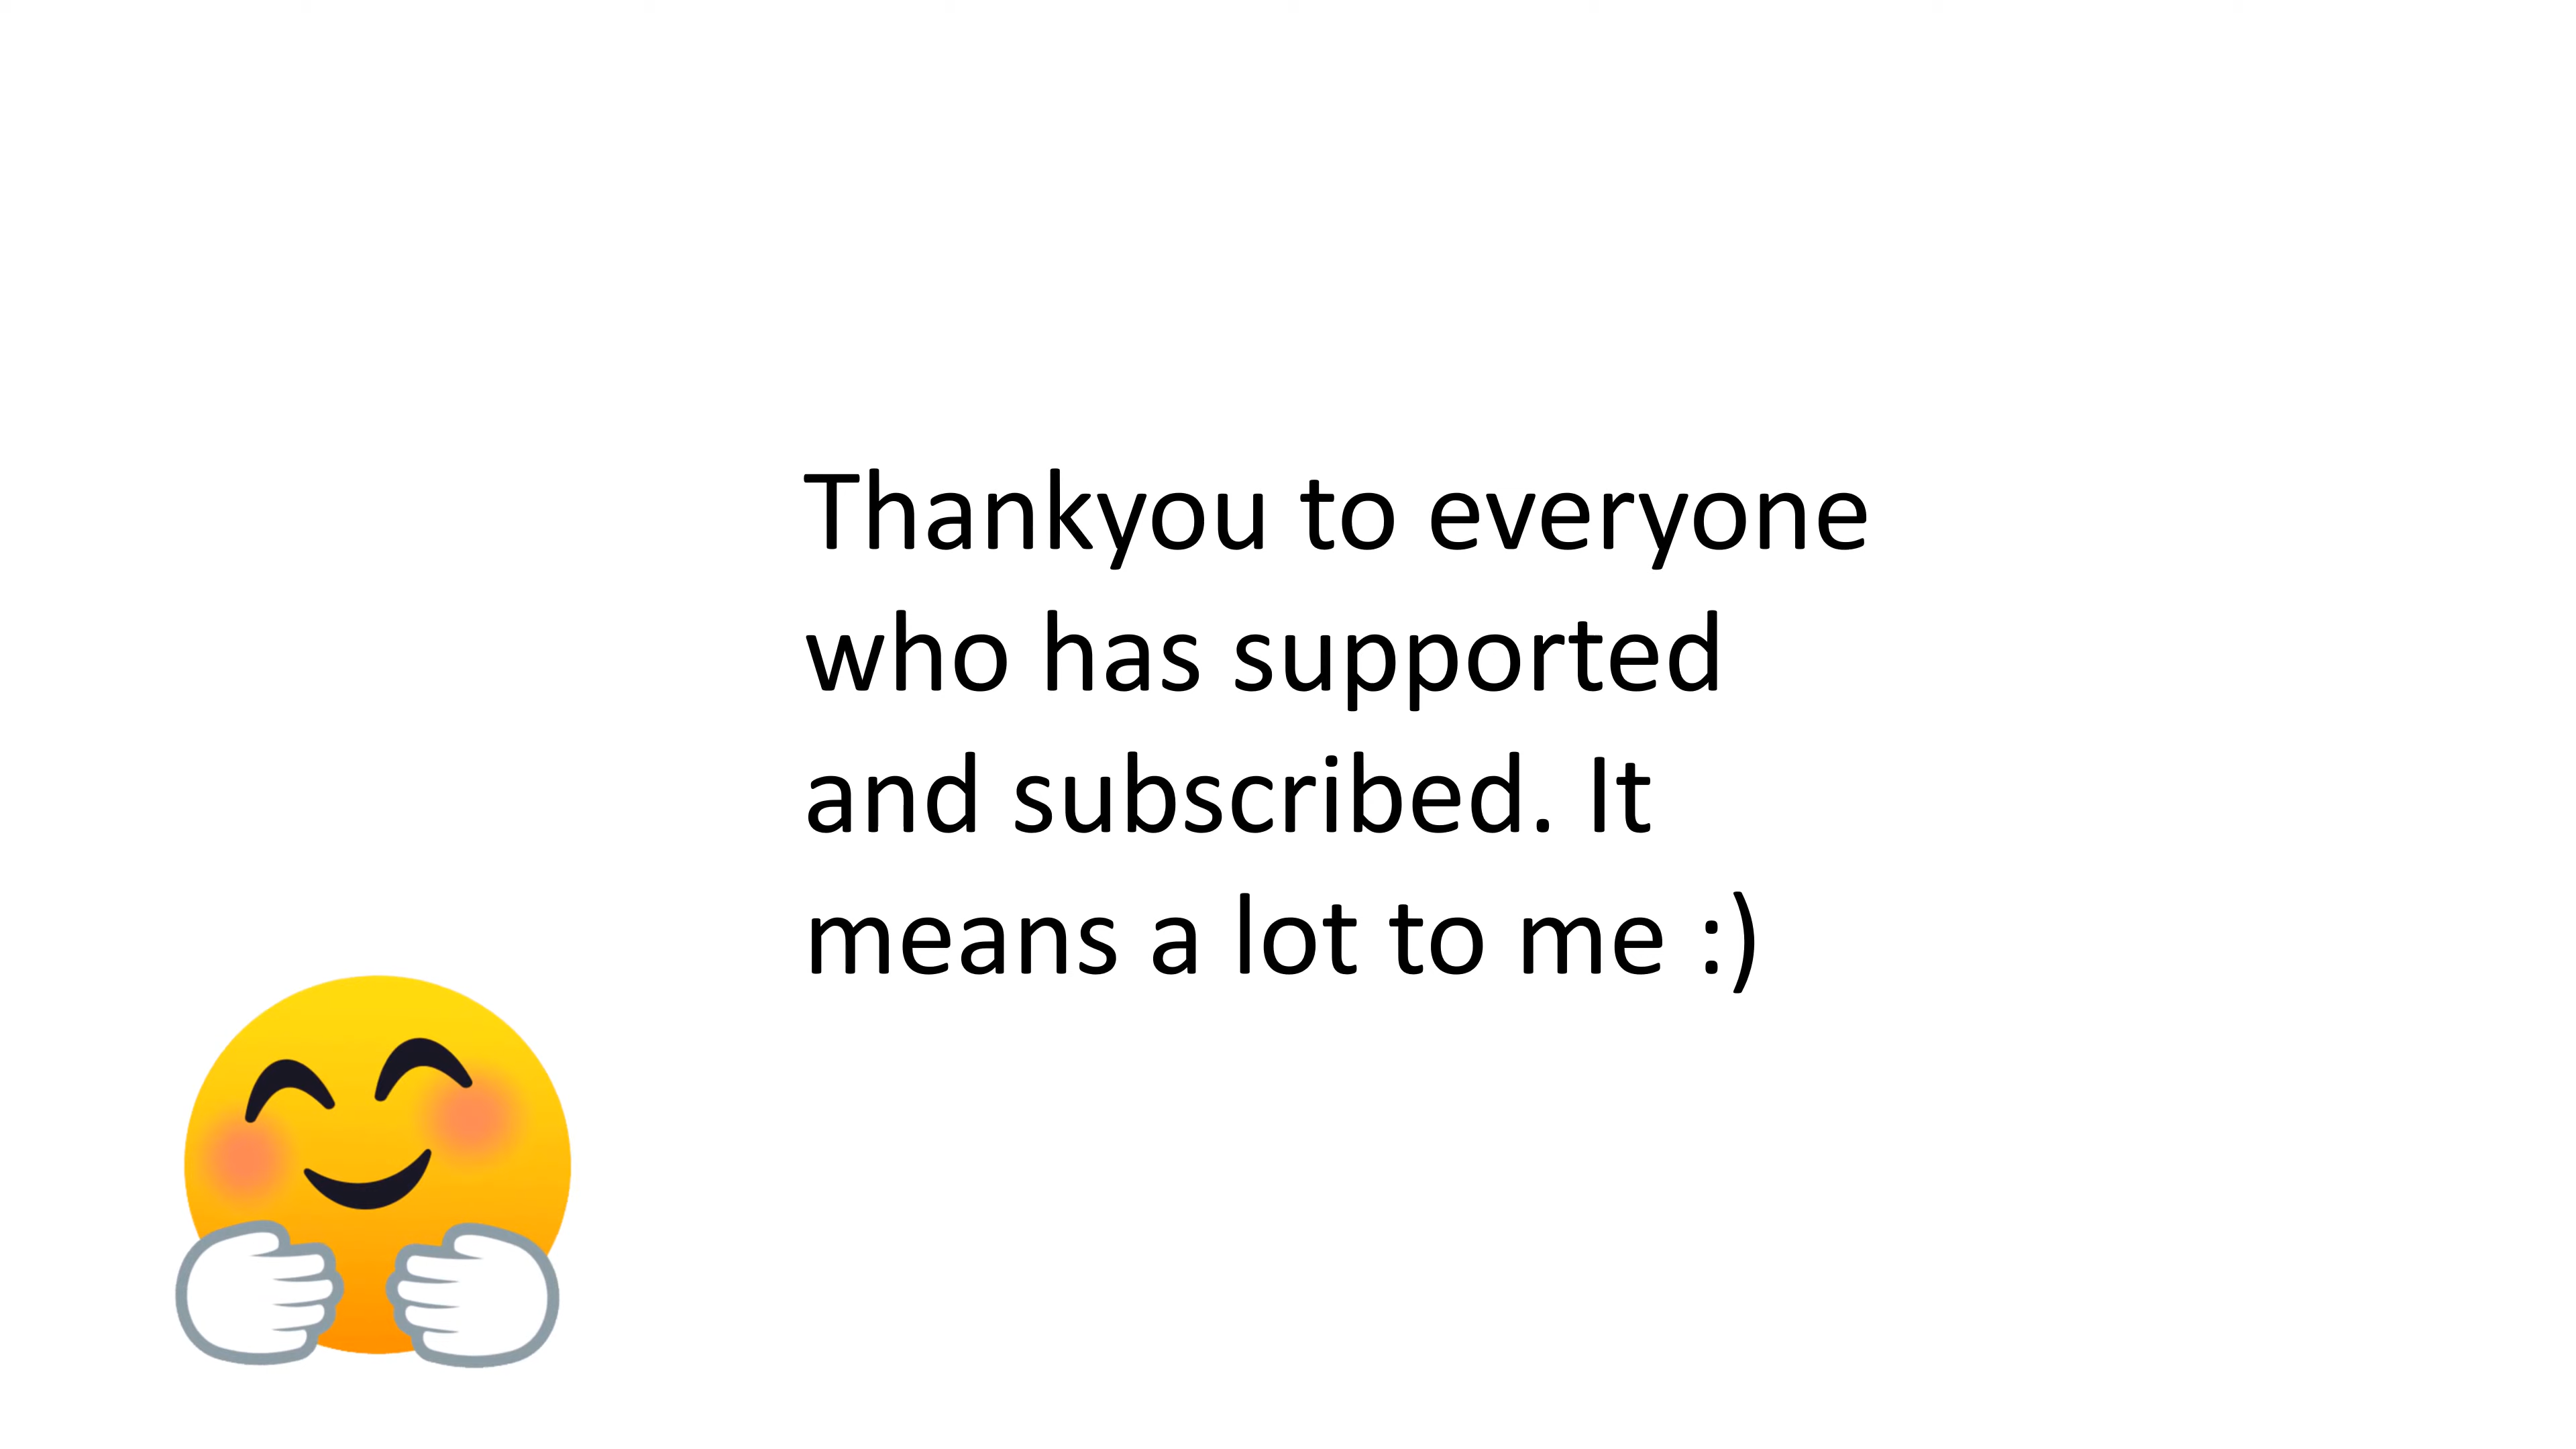 Thankyou to everyone
who has supported
and subscribed. It
means a lot to me :)